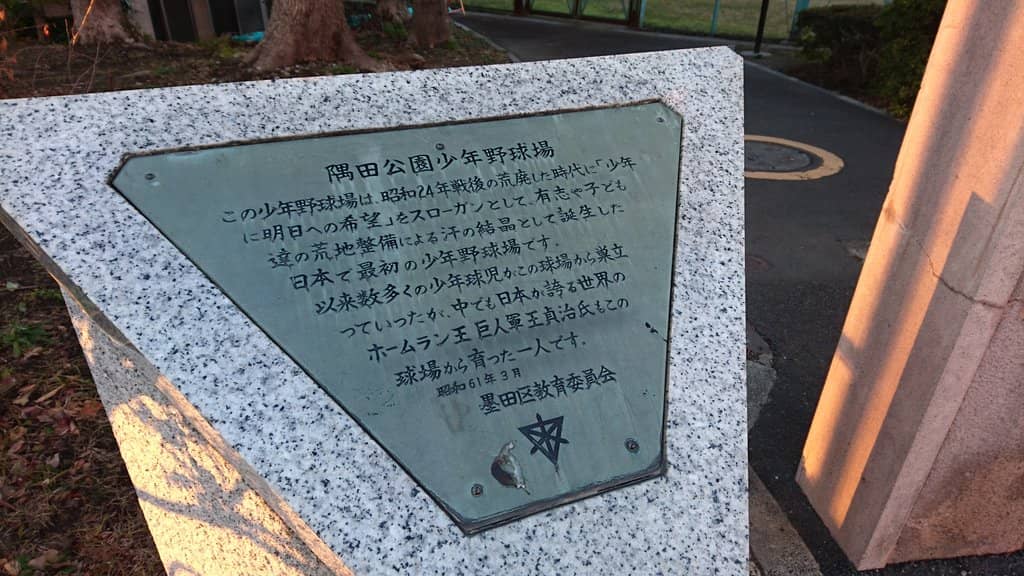 隅田公園少年野球場
この少年野球場は、昭和24年戦後の荒廃した時代に「少年
に明日への希望」をスローガンとして、有志や子ども
達の荒地整備による汗の結晶として誕生した
日本で最初の少年野球場です。
以来数多くの少年球児がこの球場から巣立
っていったが、中でも日本が誇る世界の
ホームラン王 巨人軍王貞治氏もこの
球場から育った一人です。
昭和61年3月
墨田区教育委員会